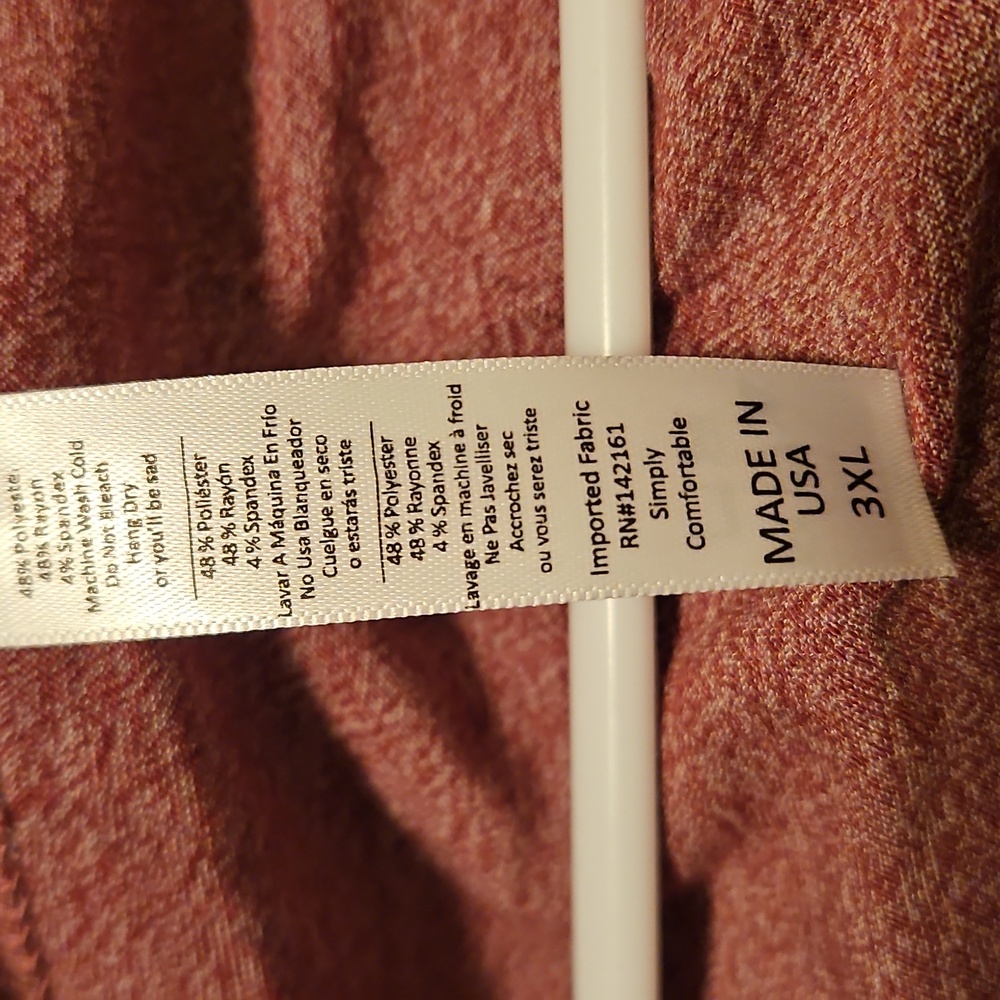 48% Polyester
48% Rayon
4% Spandex
Machine Wash Cold
Do Not Bleach
Hang Dry
or you'll be sad
48% Poliéster
48% Rayón
4% Spandex
Lavar A Máquina En Frío
No Usa Blanqueador
Cuelgue en seco
o estarás triste
48% Polyester
48% Rayonne
4% Spandex
Lavage en machine à froid
Ne Pas Javelliser
Accrochez sec
ou vous serez triste
Imported Fabric
RN#142161
Simply
Comfortable
MADE IN
USA
3XL